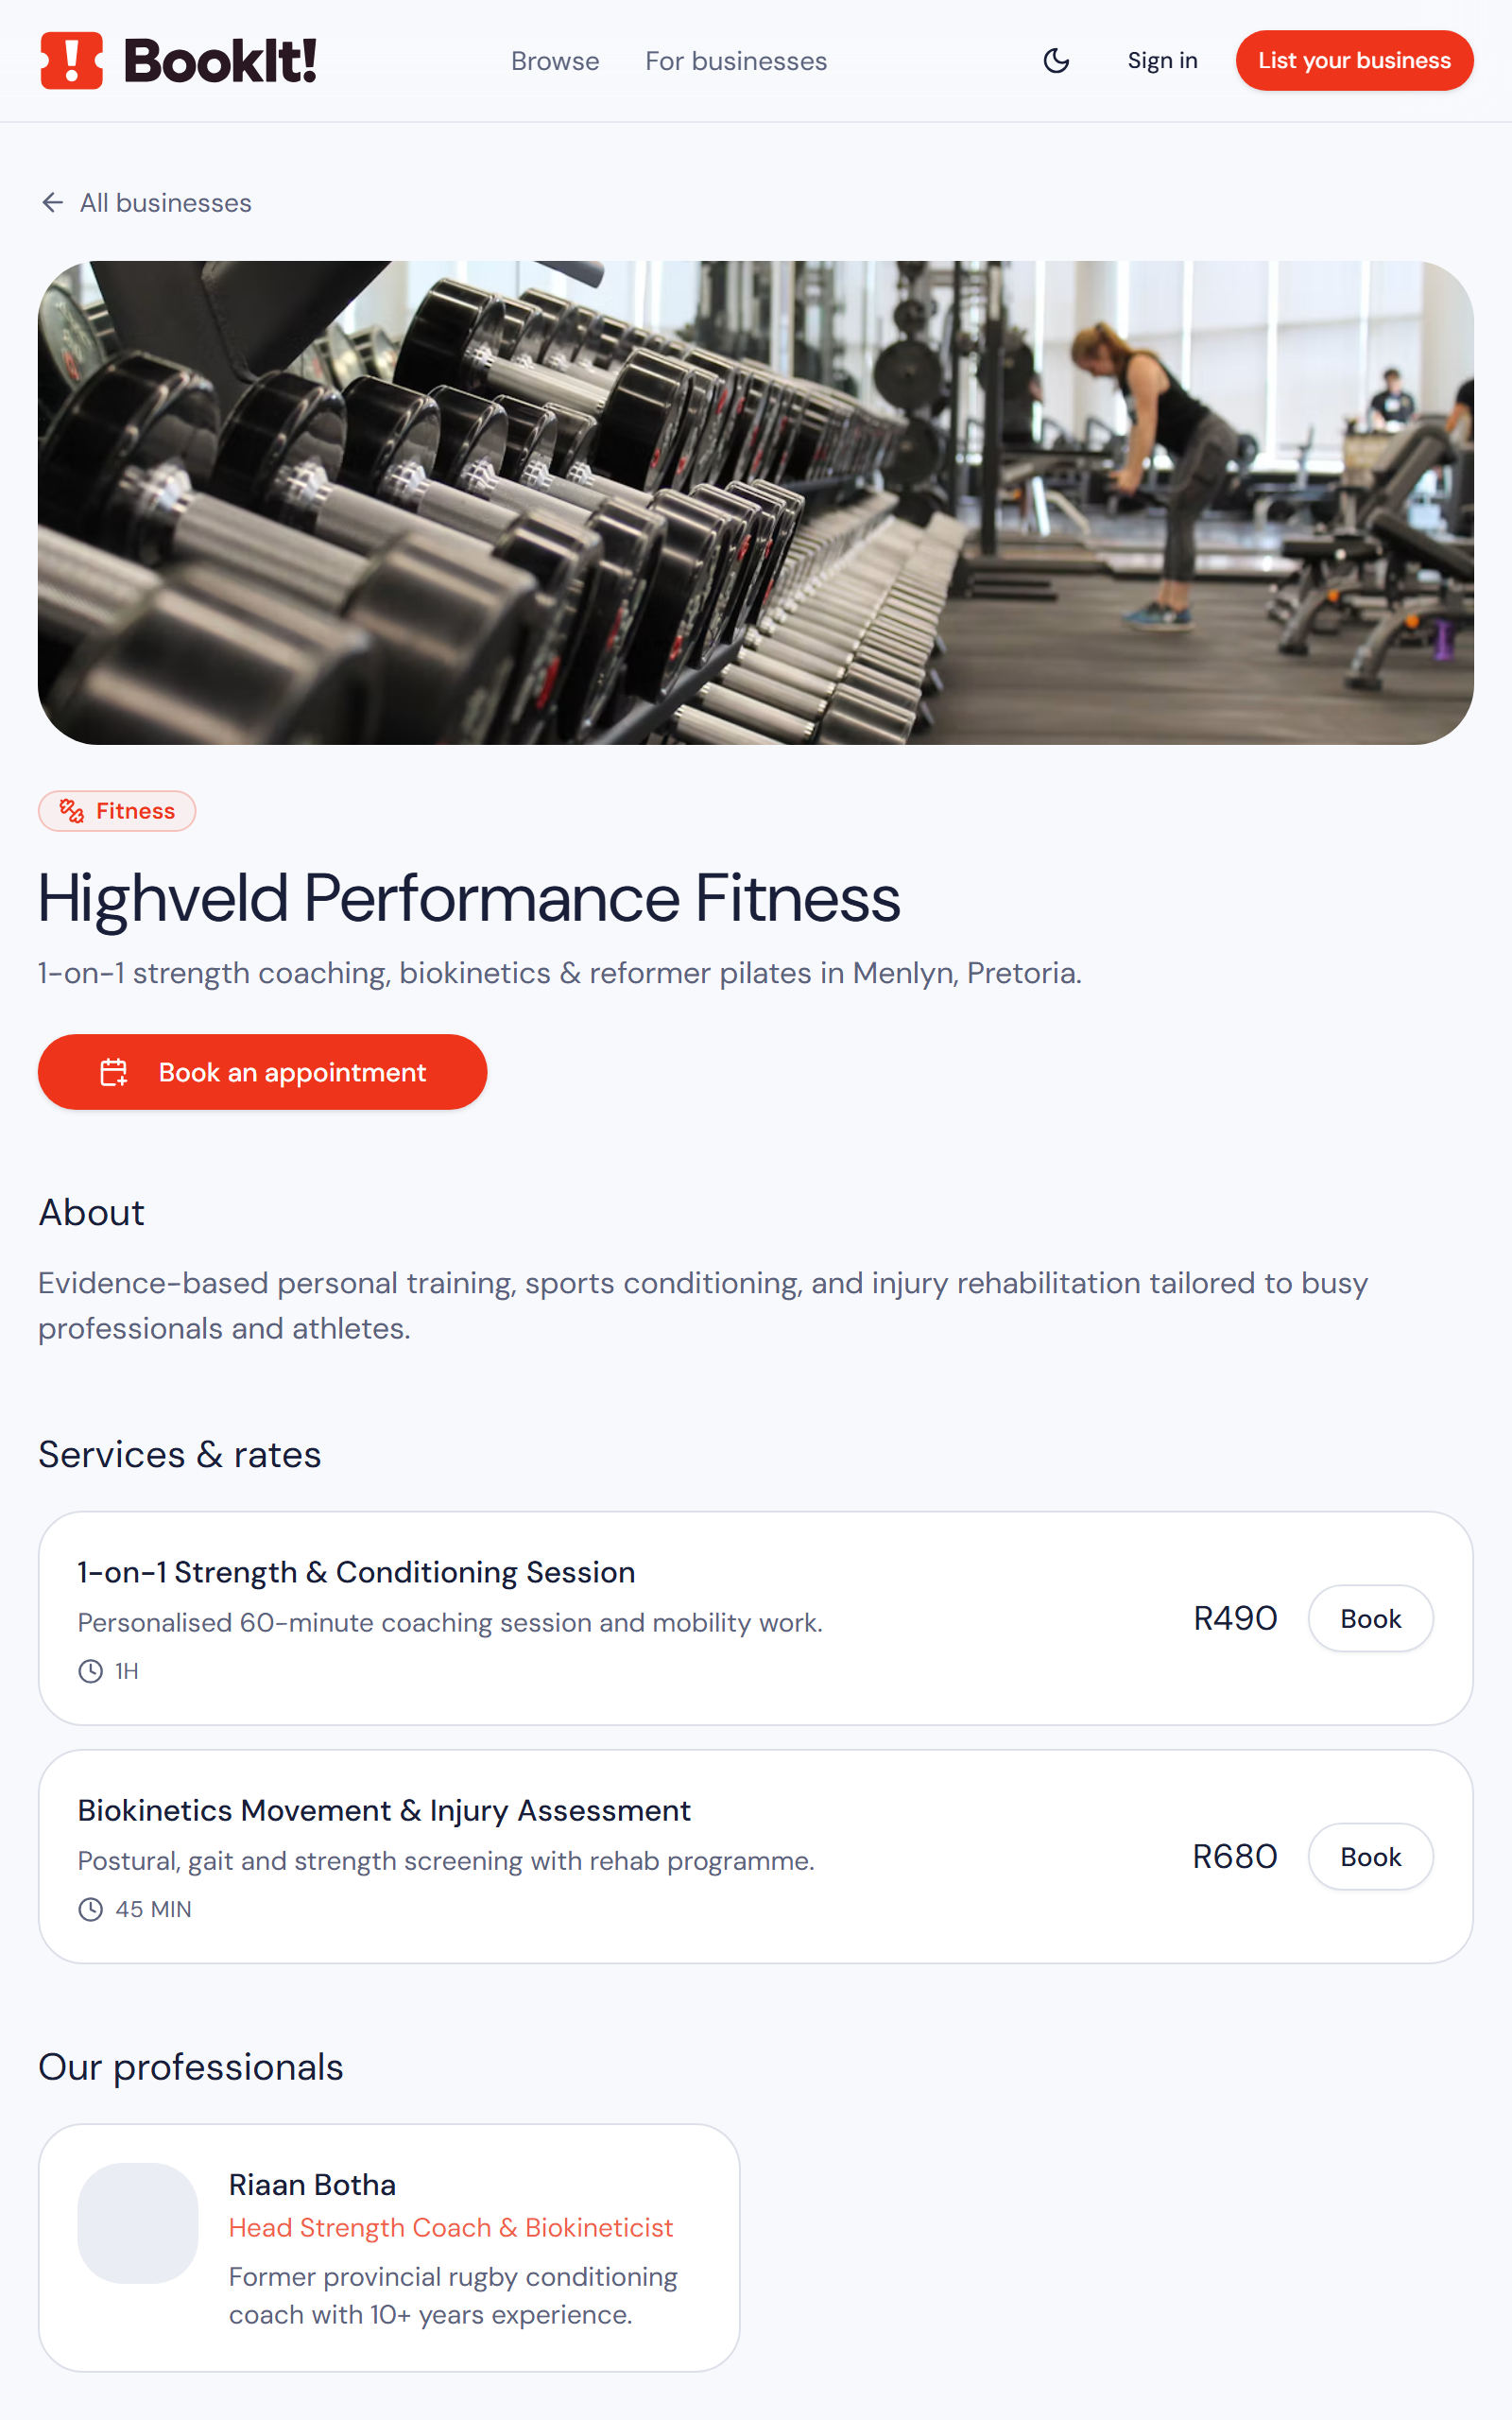 BookIt!
Browse
For businesses
Sign in
List your business
All businesses
Fitness
Highveld Performance Fitness
1-on-1 strength coaching, biokinetics & reformer pilates in Menlyn, Pretoria.
Book an appointment
About
Evidence-based personal training, sports conditioning, and injury rehabilitation tailored to busy
professionals and athletes.
Services & rates
1-on-1 Strength & Conditioning Session
Personalised 60-minute coaching session and mobility work.
1H
R490
Book
Biokinetics Movement & Injury Assessment
Postural, gait and strength screening with rehab programme.
45 MIN
R680
Book
Our professionals
Riaan Botha
Head Strength Coach & Biokineticist
Former provincial rugby conditioning
coach with 10+ years experience.